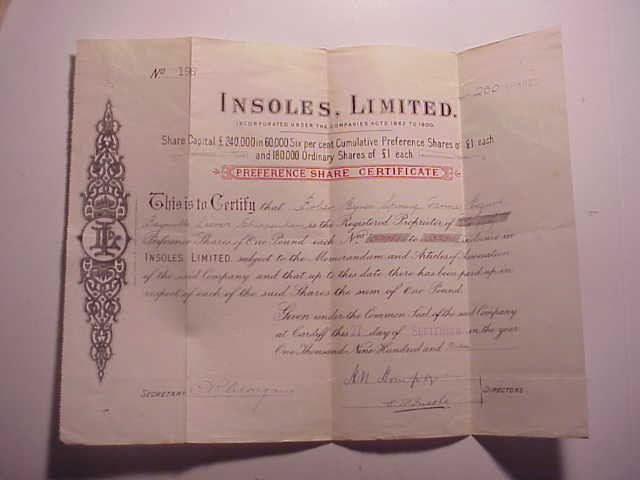 No 195
250 SHARES
INSOLES, LIMITED.
INCORPORATED UNDER THE COMPANIES ACTS 1862 TO 1900.
Share Capital £240,000 in 60,000 Six per cent Cumulative Preference Shares of £1 each
and 180,000 Ordinary Shares of £1 each
PREFERENCE SHARE CERTIFICATE
This is to Certify that
is the Registered Proprietor of
Preference Shares of One Pound each Nos to inclusive in
INSOLES LIMITED. subject to the Memorandum and Articles of Association
of the said Company and that up to this date there has been paid up in
respect of each of the said Shares the sum of One Pound
Given under the Common Seal of the said Company
at Cardiff this 21 day of SEPTEMBER in the year
One Thousand Nine Hundred and
SECRETARY
DIRECTORS